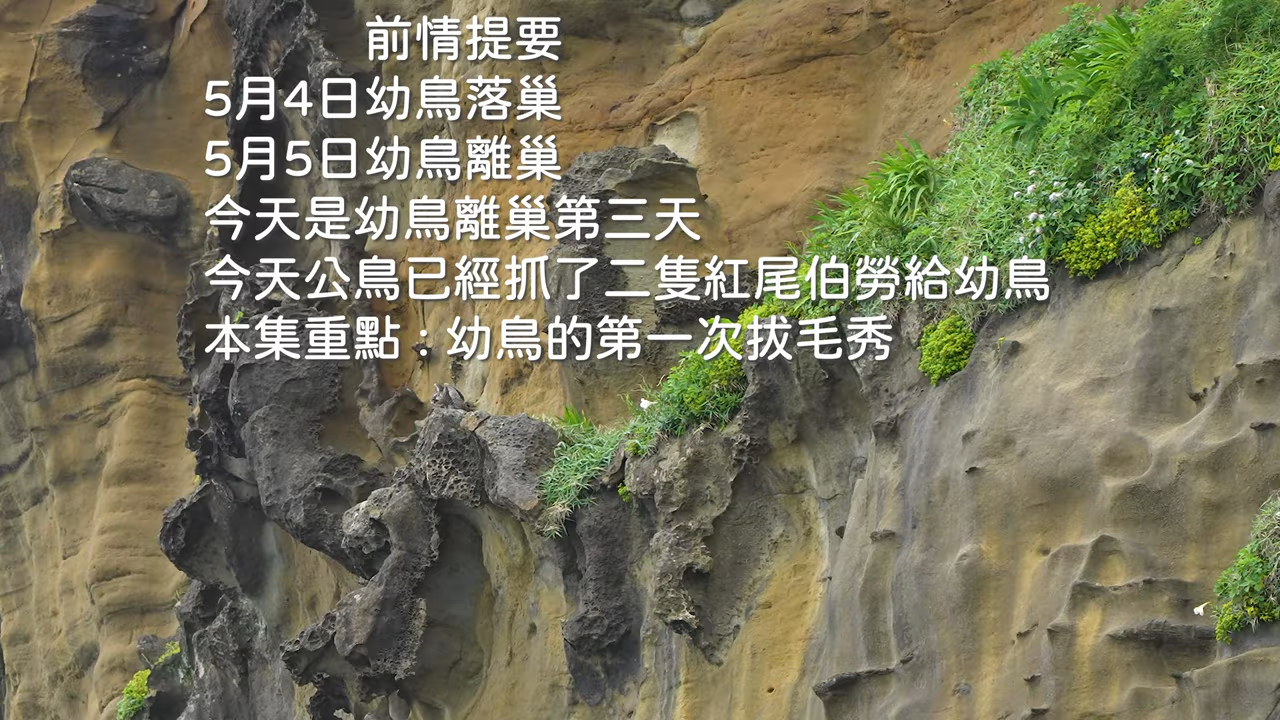 前情提要
5月4日幼鳥落巢
5月5日幼鳥離巢
今天是幼鳥離巢第三天
今天公鳥已經抓了二隻紅尾伯勞給幼鳥
本集重點：幼鳥的第一次拔毛秀